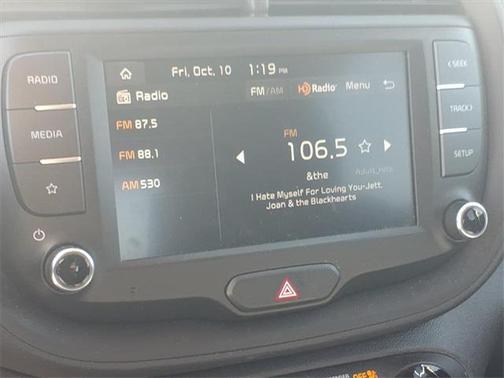 RADIO
MEDIA
Fri, Oct. 10 1:19 PM
Radio
FM/AM HD Radio Menu
FM 87.5
FM 88.1
AM 530
FM
106.5
&the Adult_Hits
I Hate Myself For Loving You-Jett,
Joan & the Blackhearts
< SEEK
TRACK >
SETUP
OFF